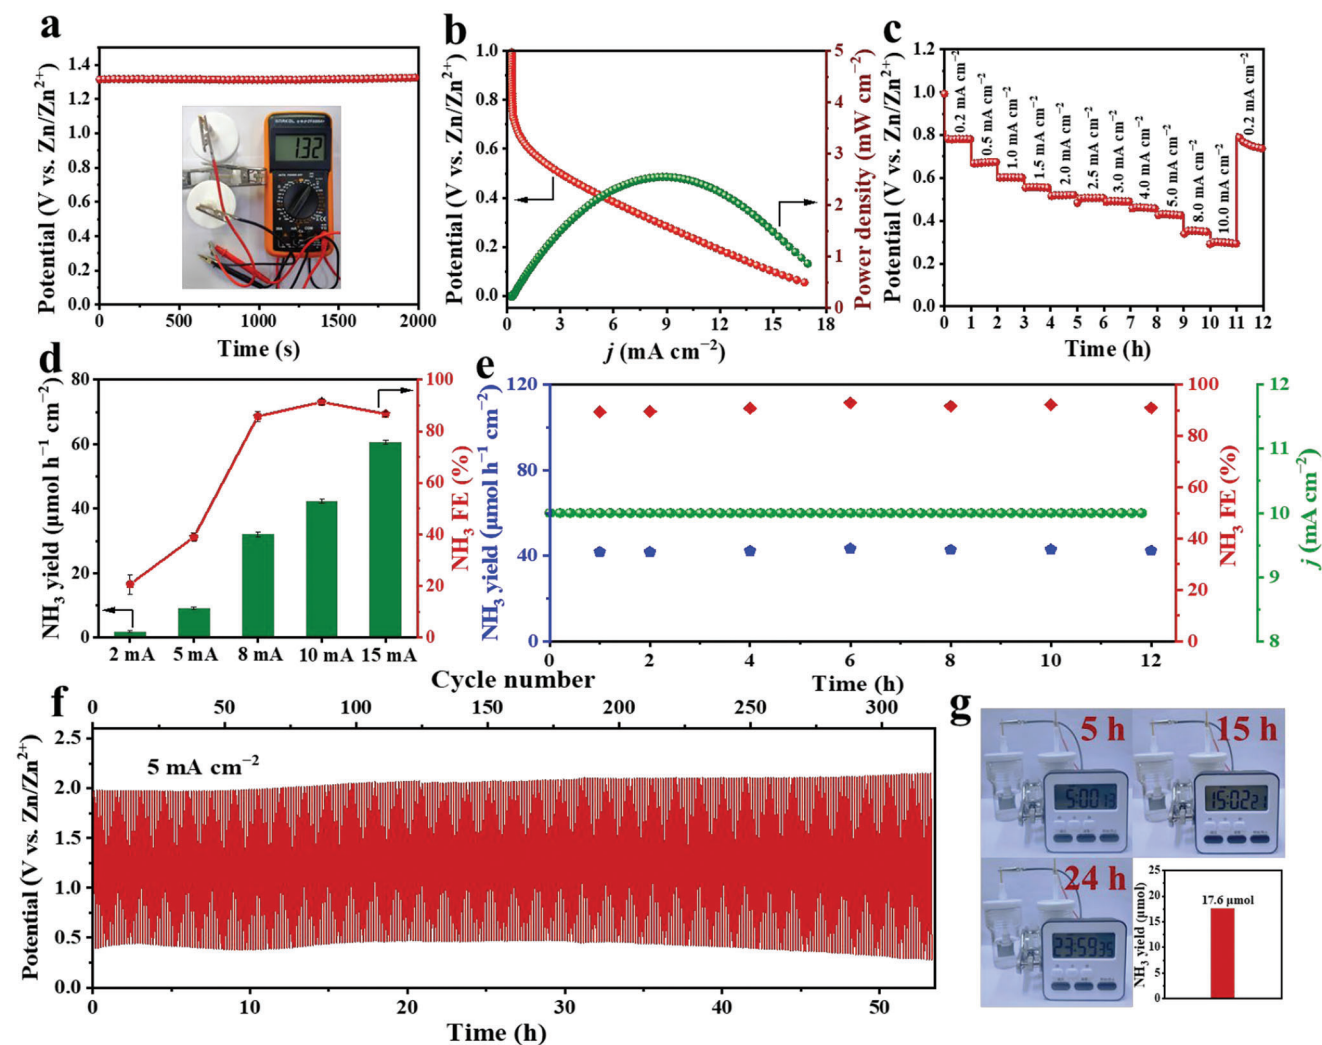 a
Potential (V vs. Zn/Zn²⁺)
1.4
1.2
1.0
0.8
0.6
0.4
0.2
0.0
132
0
500
1000
1500
2000
Time (s)
b
Potential (V vs. Zn/Zn²⁺)
1.0
0.8
0.6
0.4
0.2
0.0
5
4
3
2
1
0
Power density (mW cm⁻²)
0
3
6
9
12
15
18
j (mA cm⁻²)
c
Potential (V vs. Zn/Zn²⁺)
1.2
1.0
0.8
0.6
0.4
0.2
0.0
0.2 mA cm⁻²
0.5 mA cm⁻²
1.0 mA cm⁻²
1.5 mA cm⁻²
2.0 mA cm⁻²
2.5 mA cm⁻²
3.0 mA cm⁻²
4.0 mA cm⁻²
5.0 mA cm⁻²
8.0 mA cm⁻²
10.0 mA cm⁻²
0.2 mA cm⁻²
0 1 2 3 4 5 6 7 8 9 10 11 12
Time (h)
d
NH₃ yield (μmol h⁻¹ cm⁻²)
80
60
40
20
0
100
80
60
40
20
0
NH₃ FE (%)
2 mA
5 mA
8 mA
10 mA
15 mA
e
NH₃ yield (μmol h⁻¹ cm⁻²)
120
80
40
0
100
80
60
40
20
0
NH₃ FE (%)
12
11
10
9
8
j (mA cm⁻²)
0
2
4
6
8
10
12
Time (h)
f
Cycle number
0
50
100
150
200
250
300
Potential (V vs. Zn/Zn²⁺)
2.5
2.0
1.5
1.0
0.5
0.0
5 mA cm⁻²
0
10
20
30
40
50
Time (h)
g
5 h
5:00 13
15 h
15:02 21
24 h
23:59 35
NH₃ yield (μmol)
25
20
15
10
5
0
17.6 μmol